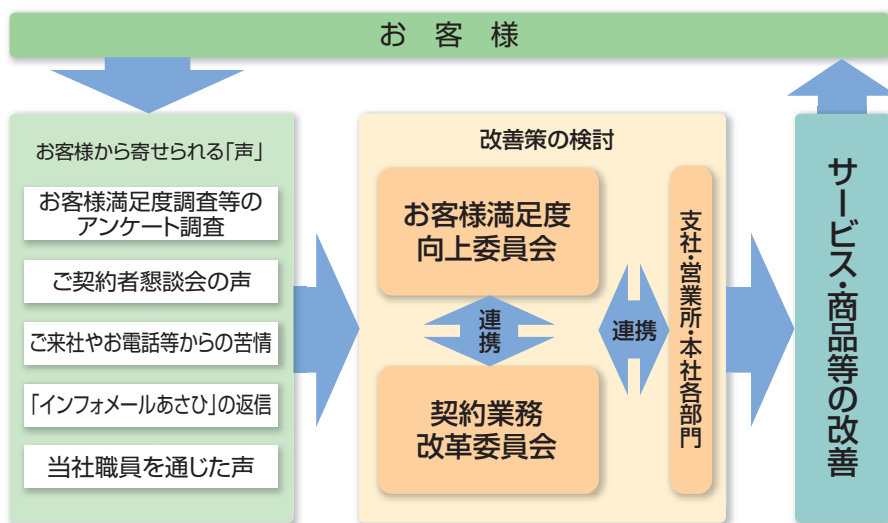 お客様
お客様から寄せられる「声」
お客様満足度調査等の
アンケート調査
ご契約者懇談会の声
ご来社やお電話等からの苦情
「インフォメールあさひ」の返信
当社職員を通じた声
改善策の検討
お客様満足度
向上委員会
連携
契約業務
改革委員会
連携
支社・営業所・本社各部門
サービス・商品等の改善